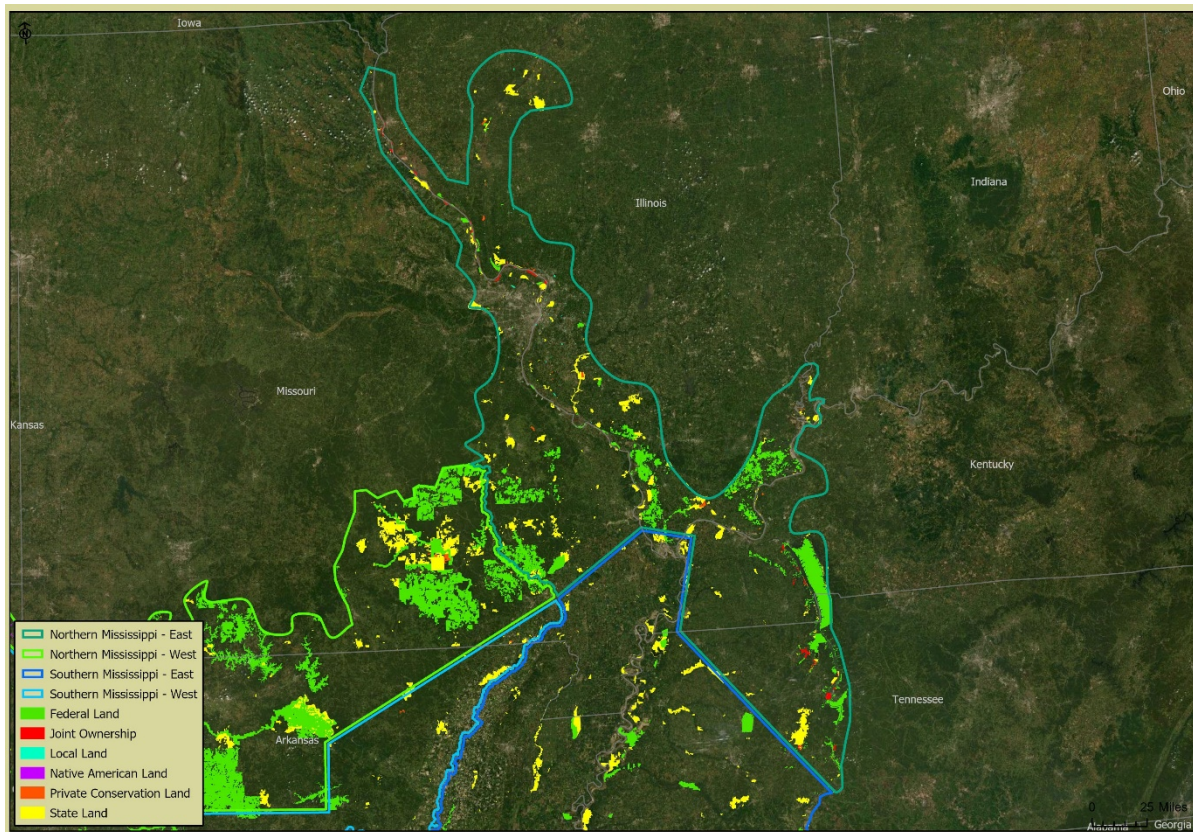 Iowa
N
Ohio
Indiana
Illinois
Missouri
Kansas
Kentucky
Northern Mississippi - East
Northern Mississippi - West
Southern Mississippi - East
Southern Mississippi - West
Federal Land
Joint Ownership
Local Land
Native American Land
Private Conservation Land
State Land
Tennessee
Arkansas
0 25 Miles
Alabama Georgia